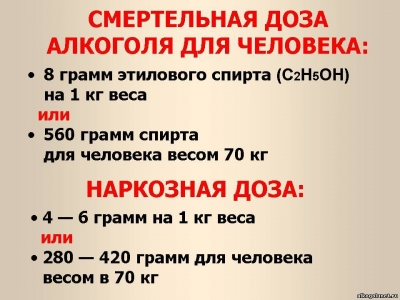 СМЕРТЕЛЬНАЯ ДОЗА
АЛКОГОЛЯ ДЛЯ ЧЕЛОВЕКА:
• 8 грамм этилового спирта (C2H5OH)
на 1 кг веса
или
• 560 грамм спирта
для человека весом 70 кг
НАРКОЗНАЯ ДОЗА:
• 4 — 6 грамм на 1 кг веса
или
• 280 — 420 грамм для человека
весом в 70 кг